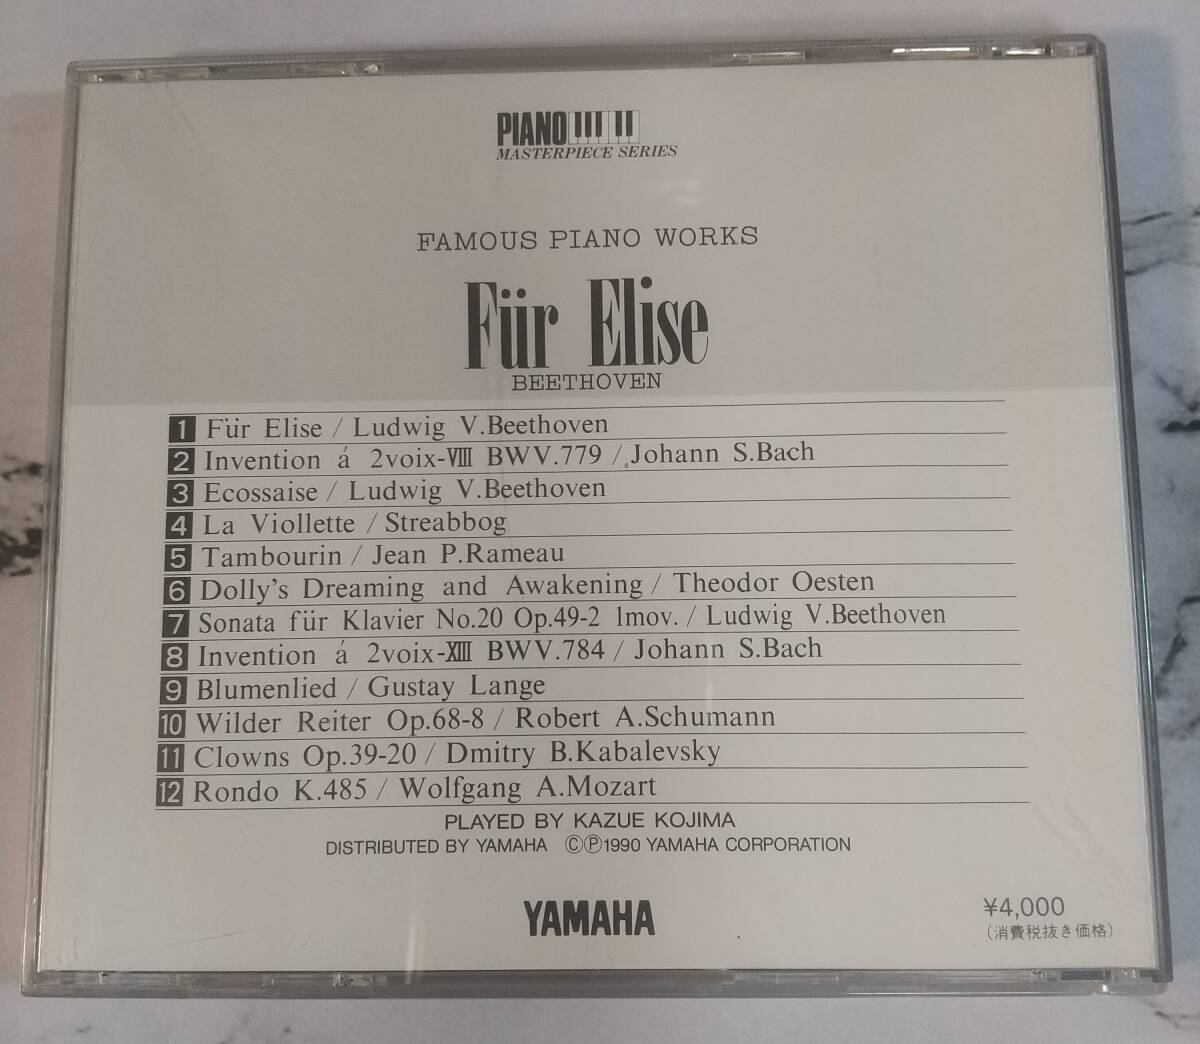 PIANO
MASTERPIECE SERIES
FAMOUS PIANO WORKS
Für Elise
BEETHOVEN
1 Für Elise / Ludwig V.Beethoven
2 Invention á 2voix-Ⅷ BWV.779 / Johann S.Bach
3 Ecossaise / Ludwig V.Beethoven
4 La Viollette / Streabbog
5 Tambourin / Jean P.Rameau
6 Dolly's Dreaming and Awakening / Theodor Oesten
7 Sonata für Klavier No.20 Op.49-2 1mov. / Ludwig V.Beethoven
8 Invention á 2voix-XIII BWV.784 / Johann S.Bach
9 Blumenlied / Gustay Lange
10 Wilder Reiter Op.68-8 / Robert A.Schumann
11 Clowns Op.39-20 / Dmitry B.Kabalevsky
12 Rondo K.485 / Wolfgang A.Mozart
PLAYED BY KAZUE KOJIMA
DISTRIBUTED BY YAMAHA ©℗1990 YAMAHA CORPORATION
YAMAHA
¥4,000
(消費税抜き価格)